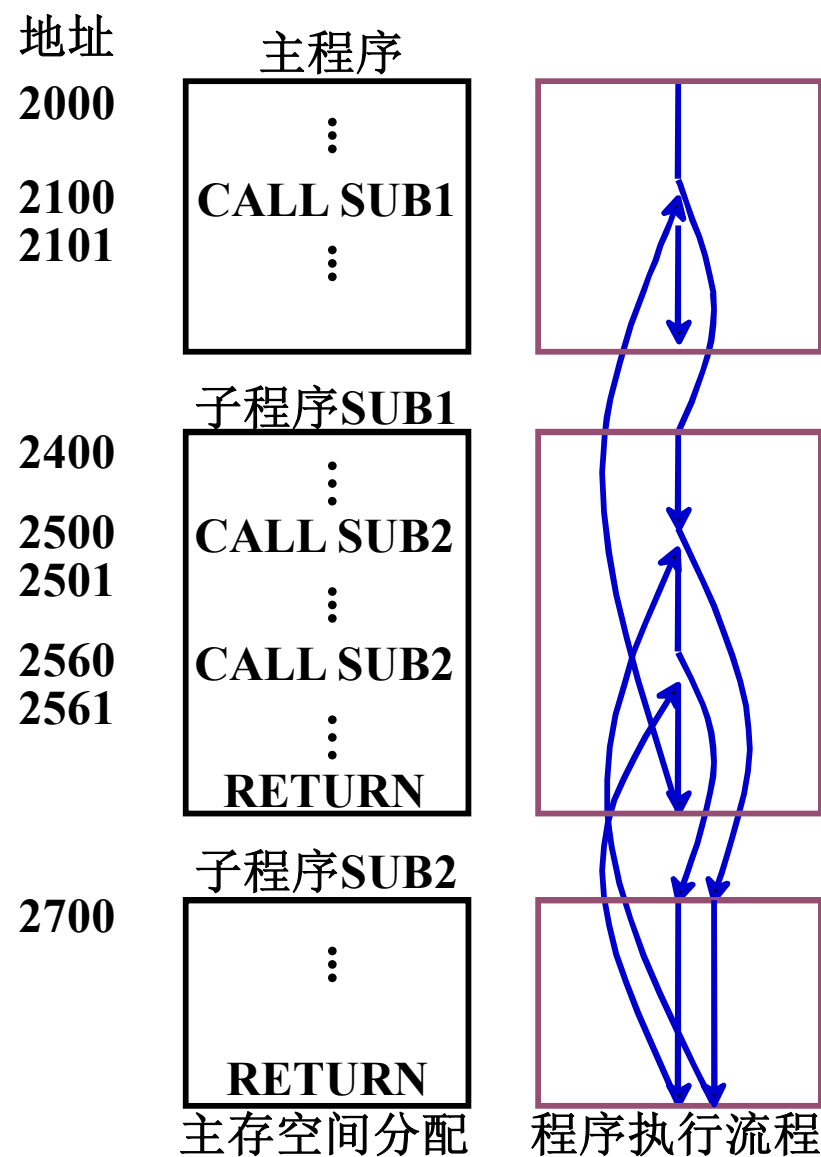 地址
主程序
2000
⋮
2100 CALL SUB1
2101
⋮
子程序SUB1
2400
⋮
2500 CALL SUB2
2501
⋮
2560 CALL SUB2
2561
⋮
RETURN
子程序SUB2
2700
⋮
RETURN
主存空间分配 程序执行流程